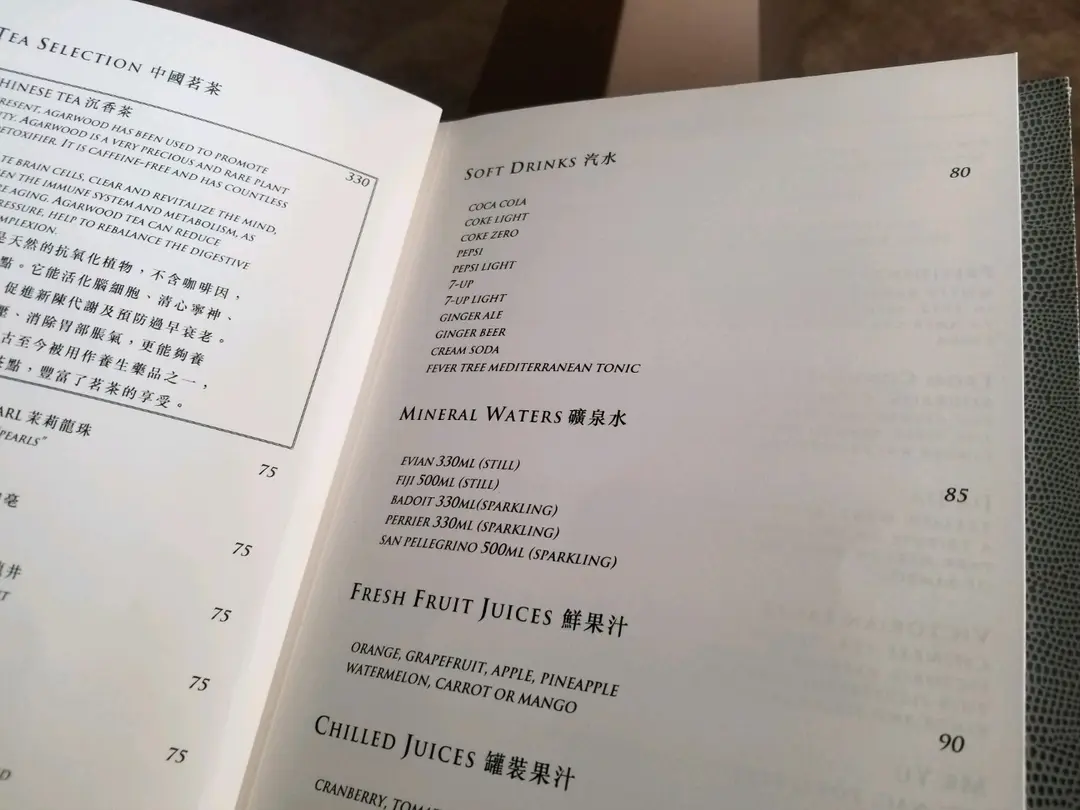 Tea Selection 中國茗茶
CHINESE TEA 沉香茶
PRESENT, AGARWOOD HAS BEEN USED TO PROMOTE
AGARWOOD IS A VERY PRECIOUS AND RARE PLANT
IT IS CAFFEINE-FREE AND HAS COUNTLESS
330
BRAIN CELLS, CLEAR AND REVITALIZE THE MIND,
THE IMMUNE SYSTEM AND METABOLISM, AS
AGING. AGARWOOD TEA CAN REDUCE
HELP TO REBALANCE THE DIGESTIVE
是天然的抗氧化植物，不含咖啡因，
點。它能活化腦細胞、清心寧神、
促進新陳代謝及預防過早衰老。
、消除胃部脹氣，更能夠養
古至今被用作養生藥品之一，
點，豐富了茗茶的享受。
茉莉龍珠
PEARLS"
75
毫
75
井
75
75
75
Soft Drinks 汽水
80
COCA COLA
COKE LIGHT
COKE ZERO
PEPSI
PEPSI LIGHT
7-UP
7-UP LIGHT
GINGER ALE
GINGER BEER
CREAM SODA
FEVER TREE MEDITERRANEAN TONIC
Mineral Waters 礦泉水
EVIAN 330ML (STILL)
FIJI 500ML (STILL)
BADOIT 330ML(SPARKLING)
PERRIER 330ML (SPARKLING)
SAN PELLEGRINO 500ML (SPARKLING)
85
Fresh Fruit Juices 鮮果汁
ORANGE, GRAPEFRUIT, APPLE, PINEAPPLE
WATERMELON, CARROT OR MANGO
90
Chilled Juices 罐裝果汁
CRANBERRY,